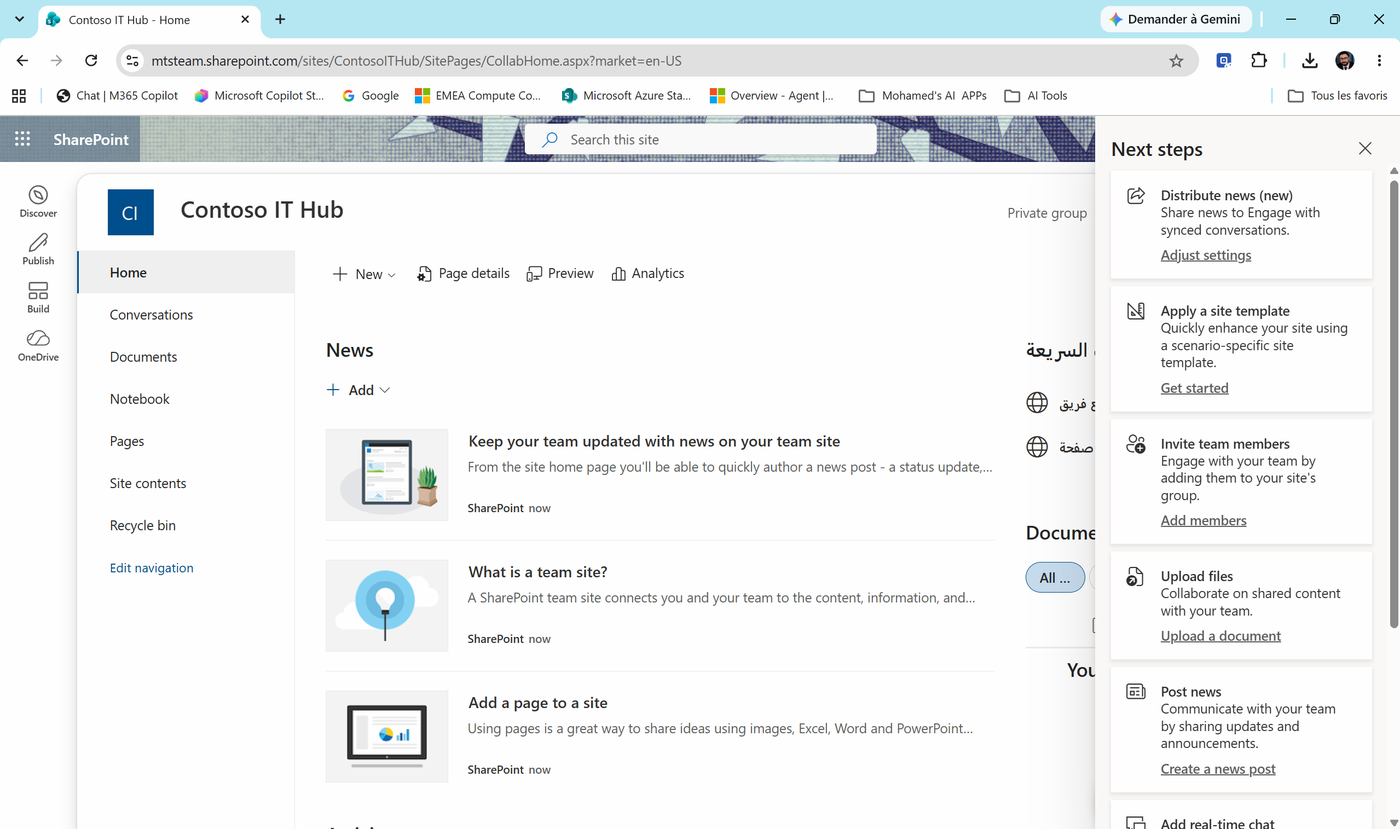 Contoso IT Hub - Home
Demander à Gemini
mtsteam.sharepoint.com/sites/ContosoITHub/SitePages/CollabHome.aspx?market=en-US
Chat | M365 Copilot
Microsoft Copilot St...
Google
EMEA Compute Co...
Microsoft Azure Sta...
Overview - Agent |...
Mohamed's AI APPs
AI Tools
Tous les favoris
SharePoint
Search this site
Discover
Publish
Build
OneDrive
CI
Contoso IT Hub
Private group
Home
Conversations
Documents
Notebook
Pages
Site contents
Recycle bin
Edit navigation
New
Page details
Preview
Analytics
News
Add
Keep your team updated with news on your team site
From the site home page you'll be able to quickly author a news post - a status update,...
SharePoint now
What is a team site?
A SharePoint team site connects you and your team to the content, information, and...
SharePoint now
Add a page to a site
Using pages is a great way to share ideas using images, Excel, Word and PowerPoint...
SharePoint now
السريعة
فريق
صفحة
Docume
All ...
You
Next steps
Distribute news (new)
Share news to Engage with
synced conversations.
Adjust settings
Apply a site template
Quickly enhance your site using
a scenario-specific site
template.
Get started
Invite team members
Engage with your team by
adding them to your site's
group.
Add members
Upload files
Collaborate on shared content
with your team.
Upload a document
Post news
Communicate with your team
by sharing updates and
announcements.
Create a news post
Add real-time chat